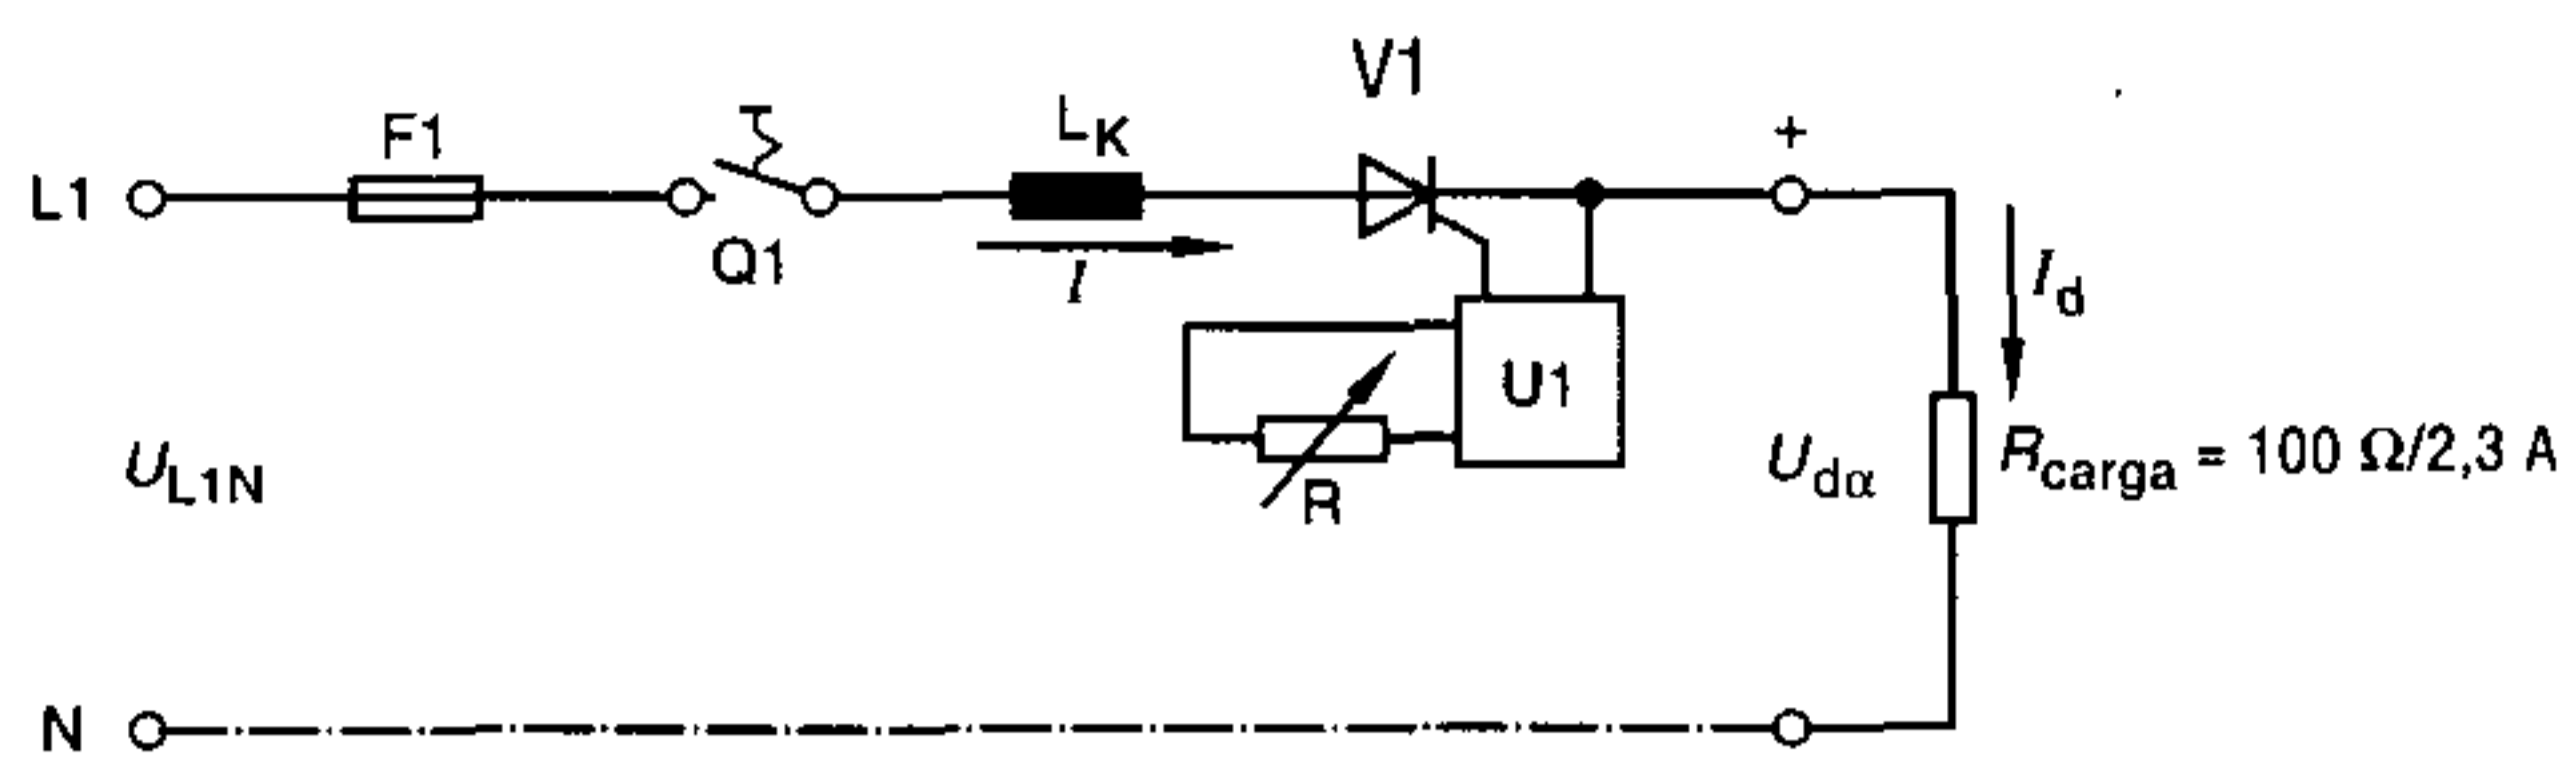 V1
F1
L_K
+
L1
Q1
I
I_d
U1
U_L1N
R
U_dα
R_carga = 100 Ω/2,3 A
N